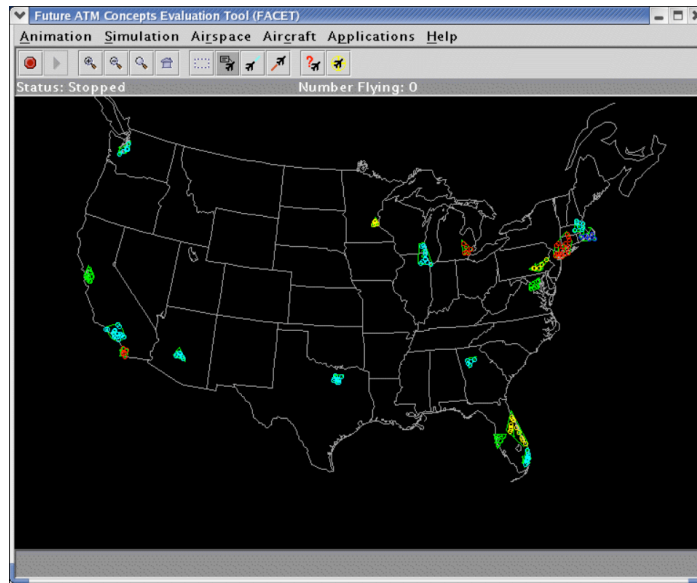 Future ATM Concepts Evaluation Tool (FACET)
Animation Simulation Airspace Aircraft Applications Help
Status: Stopped Number Flying: 0